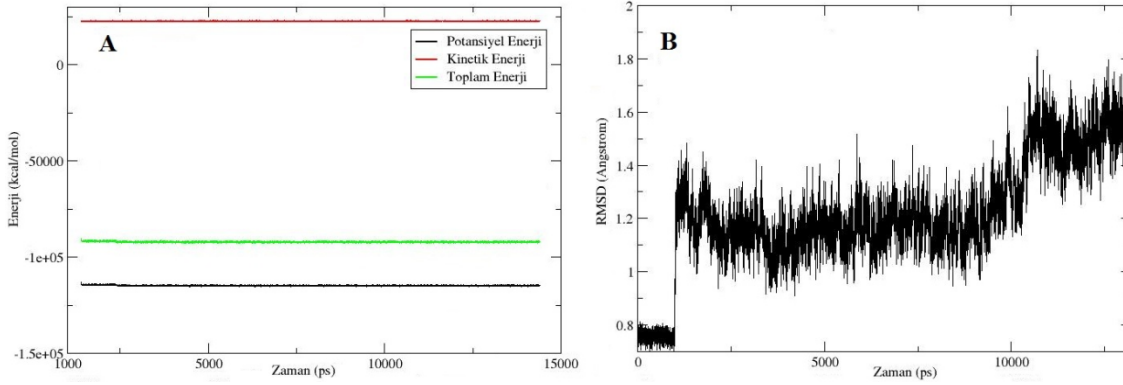 A
Potansiyel Enerji
Kinetik Enerji
Toplam Enerji
0
-50000
-1e+05
-1.5e+05
Enerji (kcal/mol)
1000
5000
10000
15000
Zaman (ps)
B
2
1.8
1.6
1.4
1.2
1
0.8
RMSD (Angstrom)
0
5000
10000
Zaman (ps)